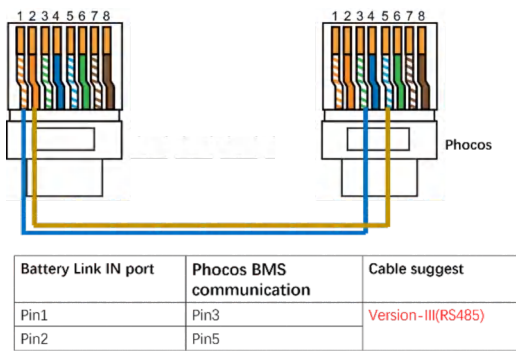 1 2 3 4 5 6 7 8
1 2 3 4 5 6 7 8
Phocos
Battery Link IN port
Phocos BMS
communication
Cable suggest
Pin1
Pin3
Version-III(RS485)
Pin2
Pin5